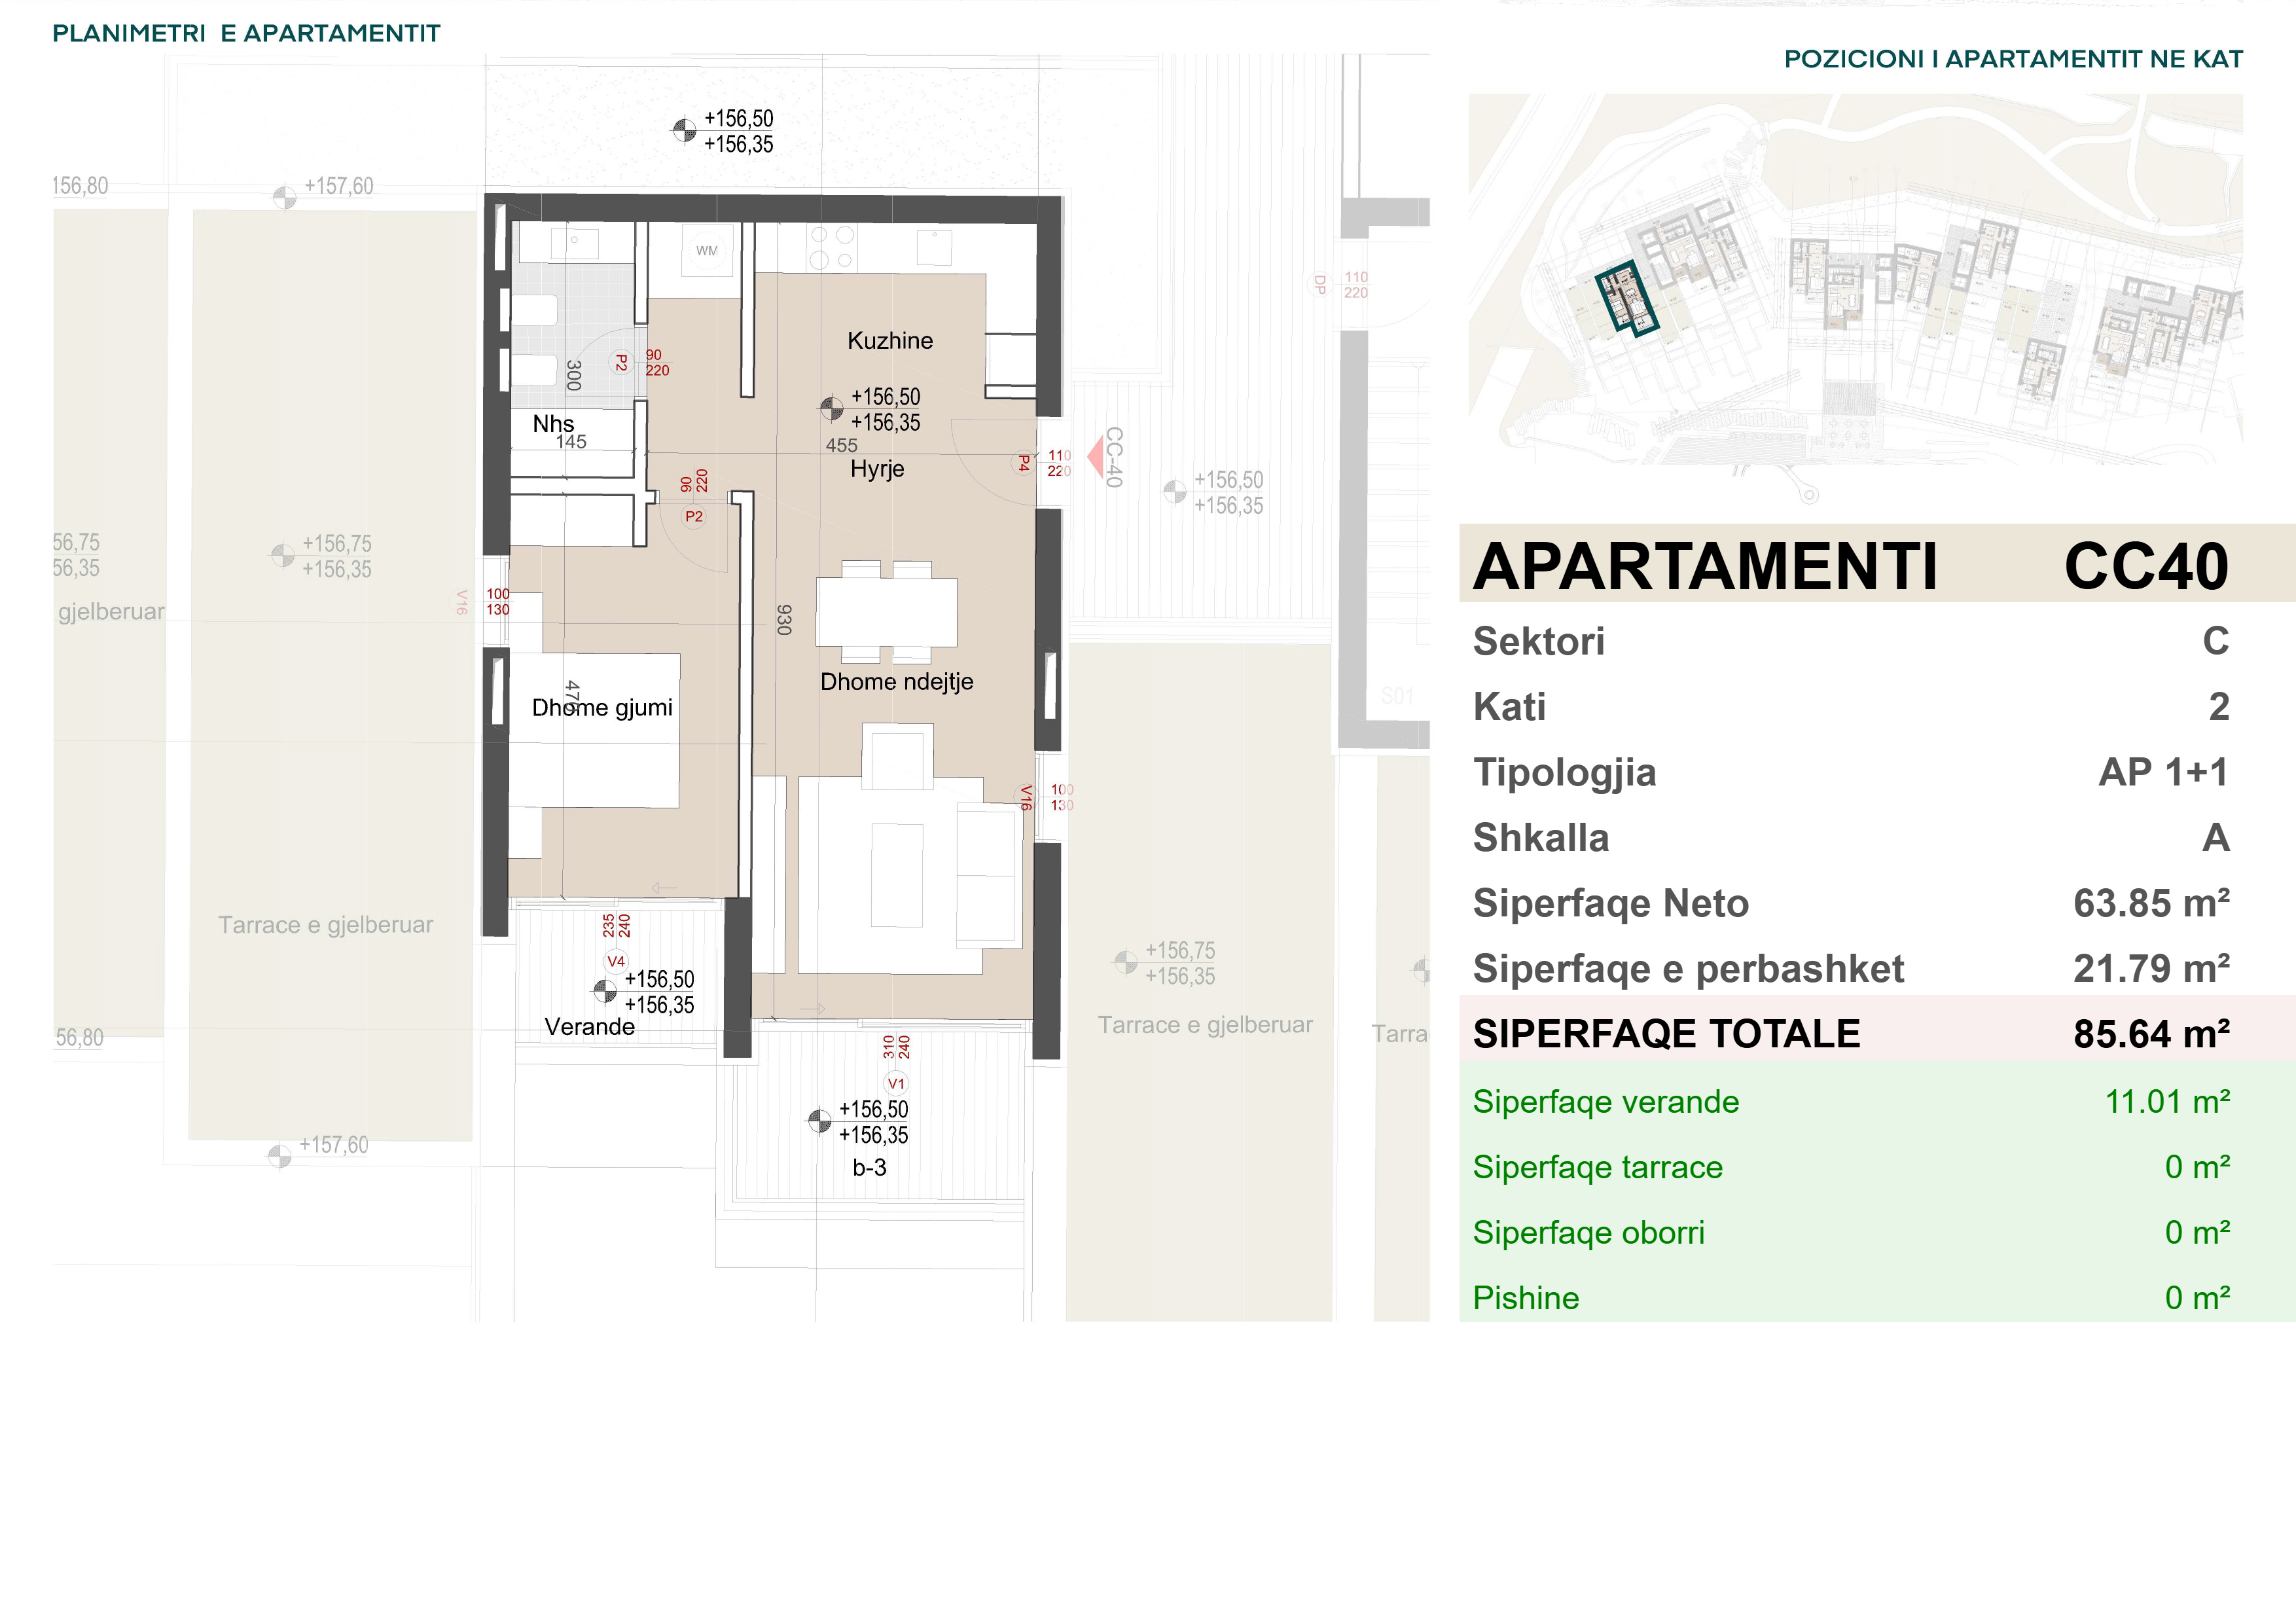 PLANIMETRI E APARTAMENTIT
POZICIONI I APARTAMENTIT NE KAT
+156,50
+156,35
156,80
+157,60
WM
DP
110
220
Kuzhine
P2
90
220
300
+156,50
+156,35
Nhs
145
455
Hyrje
P4
110
220
CC-40
90
220
P2
+156,50
+156,35
56,75
56,35
+156,75
+156,35
gjelberuar
V16
100
130
930
Dhome ndejtje
476
Dhome gjumi
S01
V16
100
130
Tarrace e gjelberuar
235
240
V4
+156,50
+156,35
Verande
+156,75
+156,35
Tarrace e gjelberuar
Tarra
56,80
310
240
V1
+156,50
+156,35
b-3
+157,60
APARTAMENTI CC40
Sektori C
Kati 2
Tipologjia AP 1+1
Shkalla A
Siperfaqe Neto 63.85 m²
Siperfaqe e perbashket 21.79 m²
SIPERFAQE TOTALE 85.64 m²
Siperfaqe verande 11.01 m²
Siperfaqe tarrace 0 m²
Siperfaqe oborri 0 m²
Pishine 0 m²